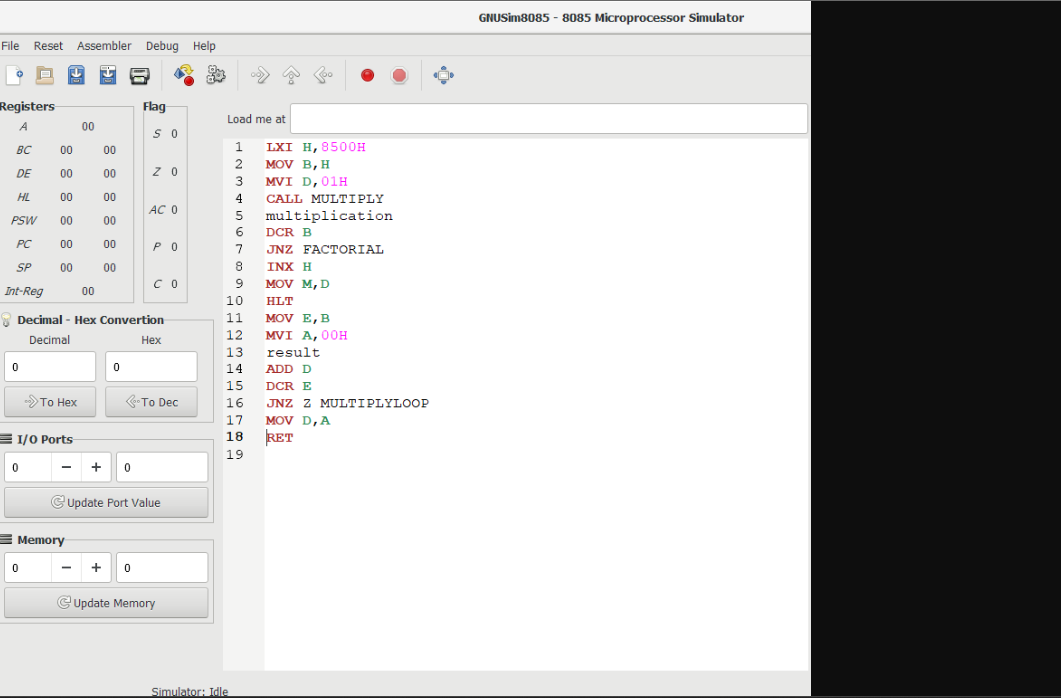 GNUSim8085 - 8085 Microprocessor Simulator
File Reset Assembler Debug Help
Registers
A 00
BC 00 00
DE 00 00
HL 00 00
PSW 00 00
PC 00 00
SP 00 00
Int-Reg 00
Flag
S 0
Z 0
AC 0
P 0
C 0
Decimal - Hex Convertion
Decimal Hex
0 0
To Hex To Dec
I/O Ports
0 − + 0
Update Port Value
Memory
0 − + 0
Update Memory
Load me at
1 LXI H,8500H
2 MOV B,H
3 MVI D,01H
4 CALL MULTIPLY
5 multiplication
6 DCR B
7 JNZ FACTORIAL
8 INX H
9 MOV M,D
10 HLT
11 MOV E,B
12 MVI A,00H
13 result
14 ADD D
15 DCR E
16 JNZ Z MULTIPLYLOOP
17 MOV D,A
18 RET
19
Simulator: Idle